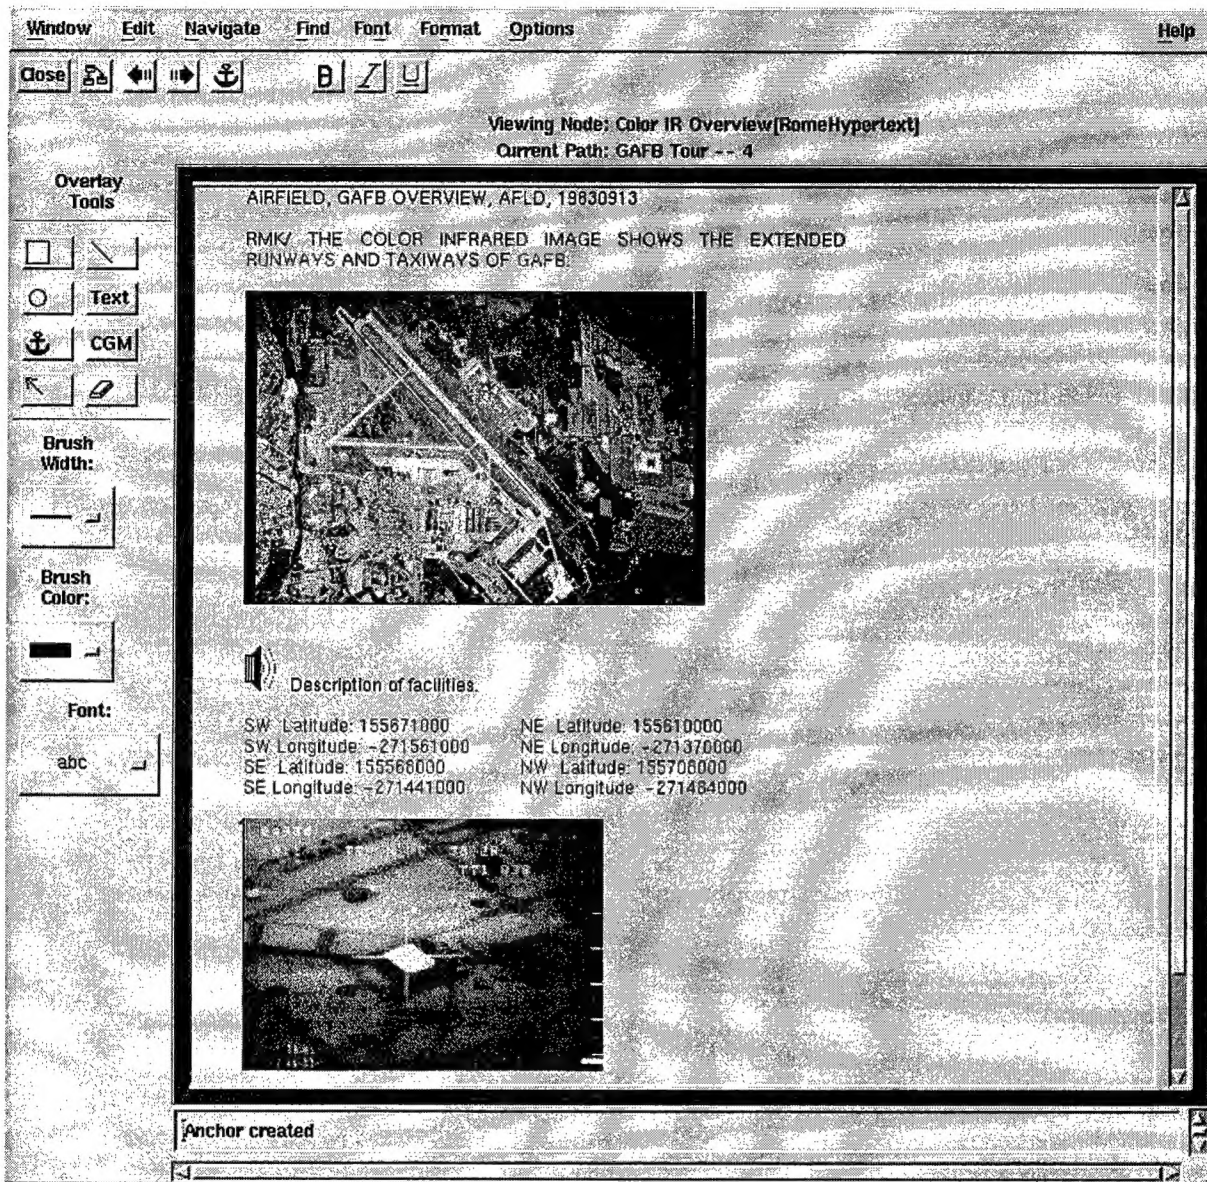 Window Edit Navigate Find Font Format Options Help
Close B I U
Viewing Node: Color IR Overview[RomeHypertext]
Current Path: GAFB Tour -- 4
Overlay
Tools
Text
CGM
Brush
Width:
Brush
Color:
Font:
abc
AIRFIELD, GAFB OVERVIEW, AFLD, 19830913
RMK/ THE COLOR INFRARED IMAGE SHOWS THE EXTENDED
RUNWAYS AND TAXIWAYS OF GAFB.
Description of facilities.
SW Latitude: 155671000 NE Latitude: 155610000
SW Longitude: -271561000 NE Longitude: -271370000
SE Latitude: 155568000 NW Latitude: 155708000
SE Longitude: -271441000 NW Longitude: -271484000
Anchor created